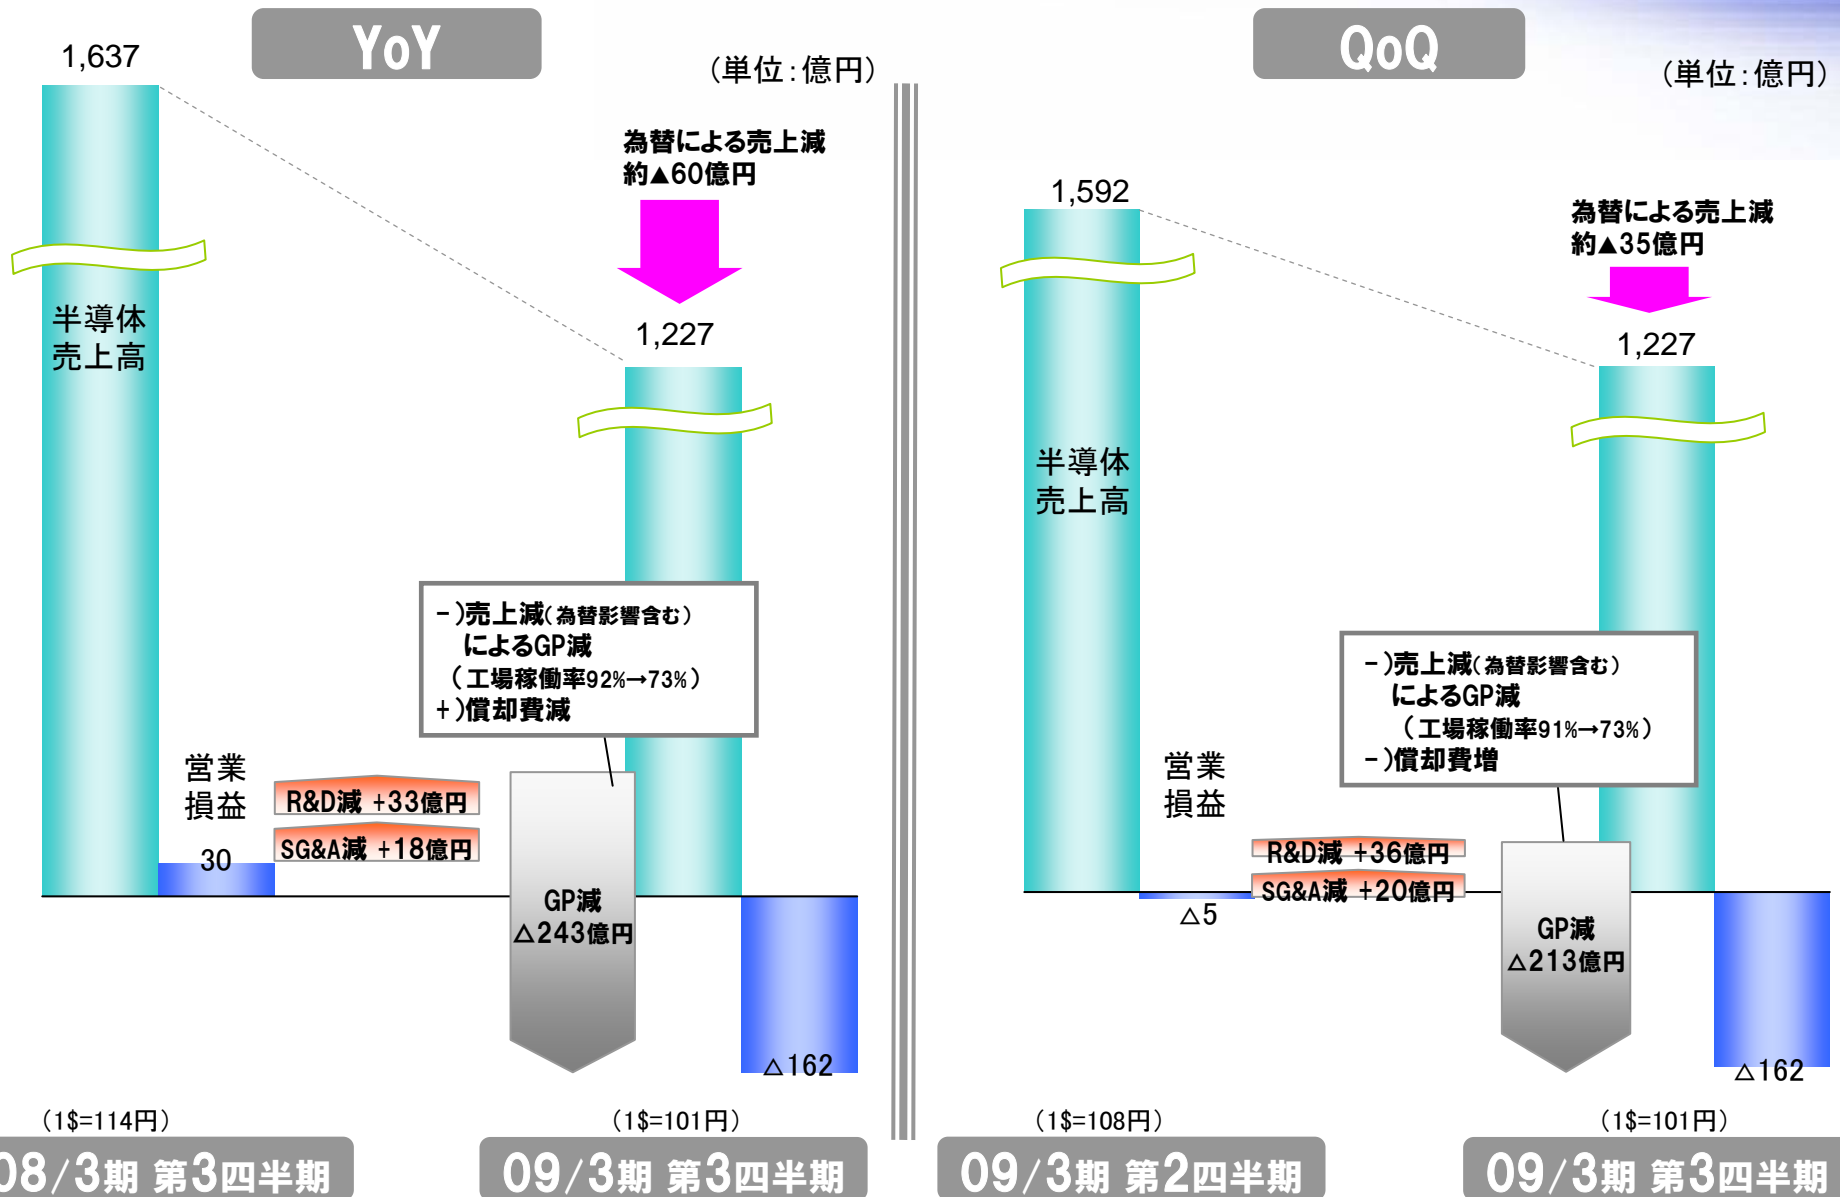 YoY
(単位:億円)
1,637
為替による売上減
約▲60億円
1,227
半導体
売上高
-)売上減(為替影響含む)
によるGP減
(工場稼働率92%→73%)
+)償却費減
営業
損益
30
R&D減 +33億円
SG&A減 +18億円
GP減
△243億円
△162
(1$=114円)
(1$=101円)
08/3期 第3四半期
09/3期 第3四半期
QoQ
(単位:億円)
1,592
為替による売上減
約▲35億円
1,227
半導体
売上高
-)売上減(為替影響含む)
によるGP減
(工場稼働率91%→73%)
-)償却費増
営業
損益
△5
R&D減 +36億円
SG&A減 +20億円
GP減
△213億円
△162
(1$=108円)
(1$=101円)
09/3期 第2四半期
09/3期 第3四半期